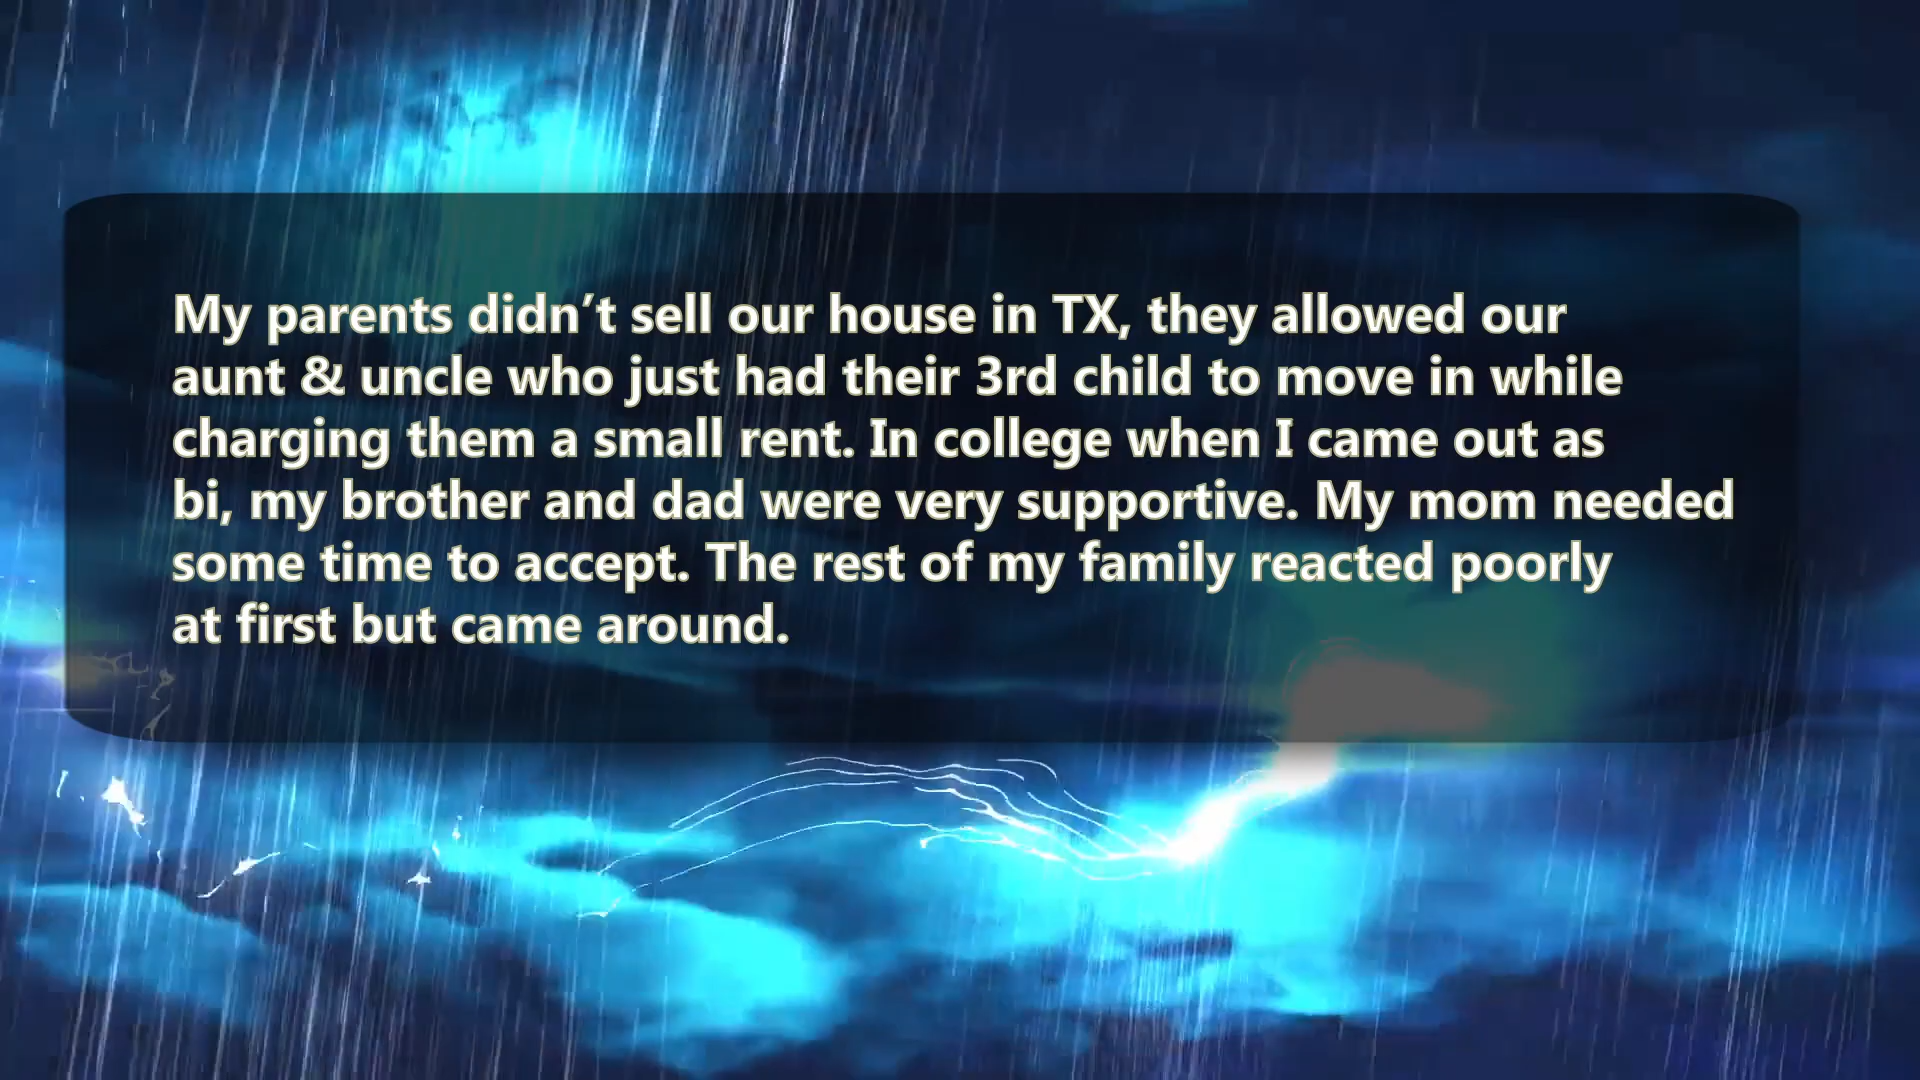 My parents didn’t sell our house in TX, they allowed our
aunt & uncle who just had their 3rd child to move in while
charging them a small rent. In college when I came out as
bi, my brother and dad were very supportive. My mom needed
some time to accept. The rest of my family reacted poorly
at first but came around.